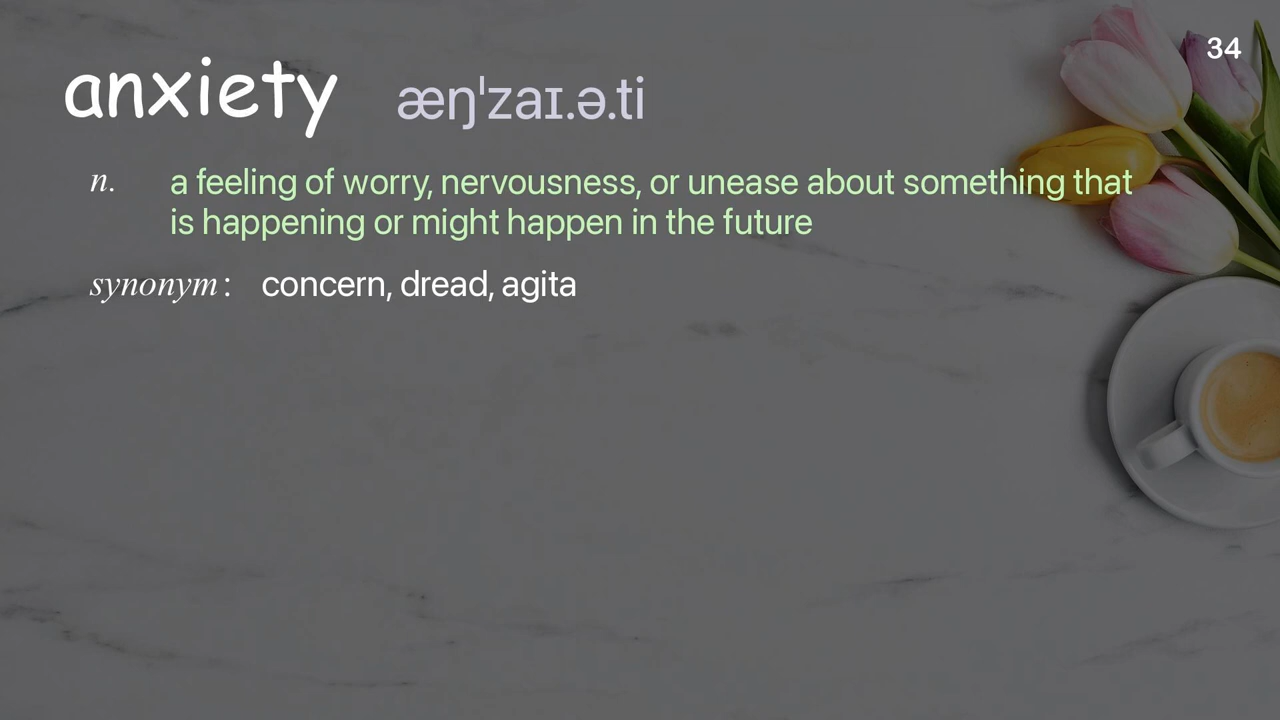 34
anxiety æŋˈzaɪ.ə.ti
n. a feeling of worry, nervousness, or unease about something that
is happening or might happen in the future
synonym: concern, dread, agita